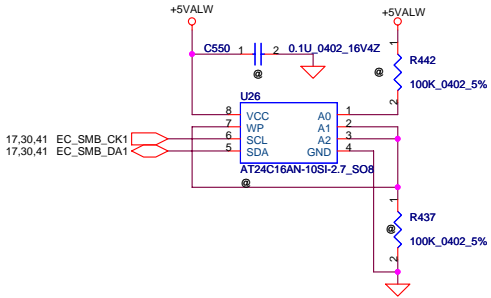 +5VALW
+5VALW
C550 1 2 0.1U_0402_16V4Z
@
1
R442
@
100K_0402_5%
2
U26
8 VCC A0 1
7 WP A1 2
17,30,41 EC_SMB_CK1 6 SCL A2 3
17,30,41 EC_SMB_DA1 5 SDA GND 4
AT24C16AN-10SI-2.7_SO8
@
1
R437
@
100K_0402_5%
2